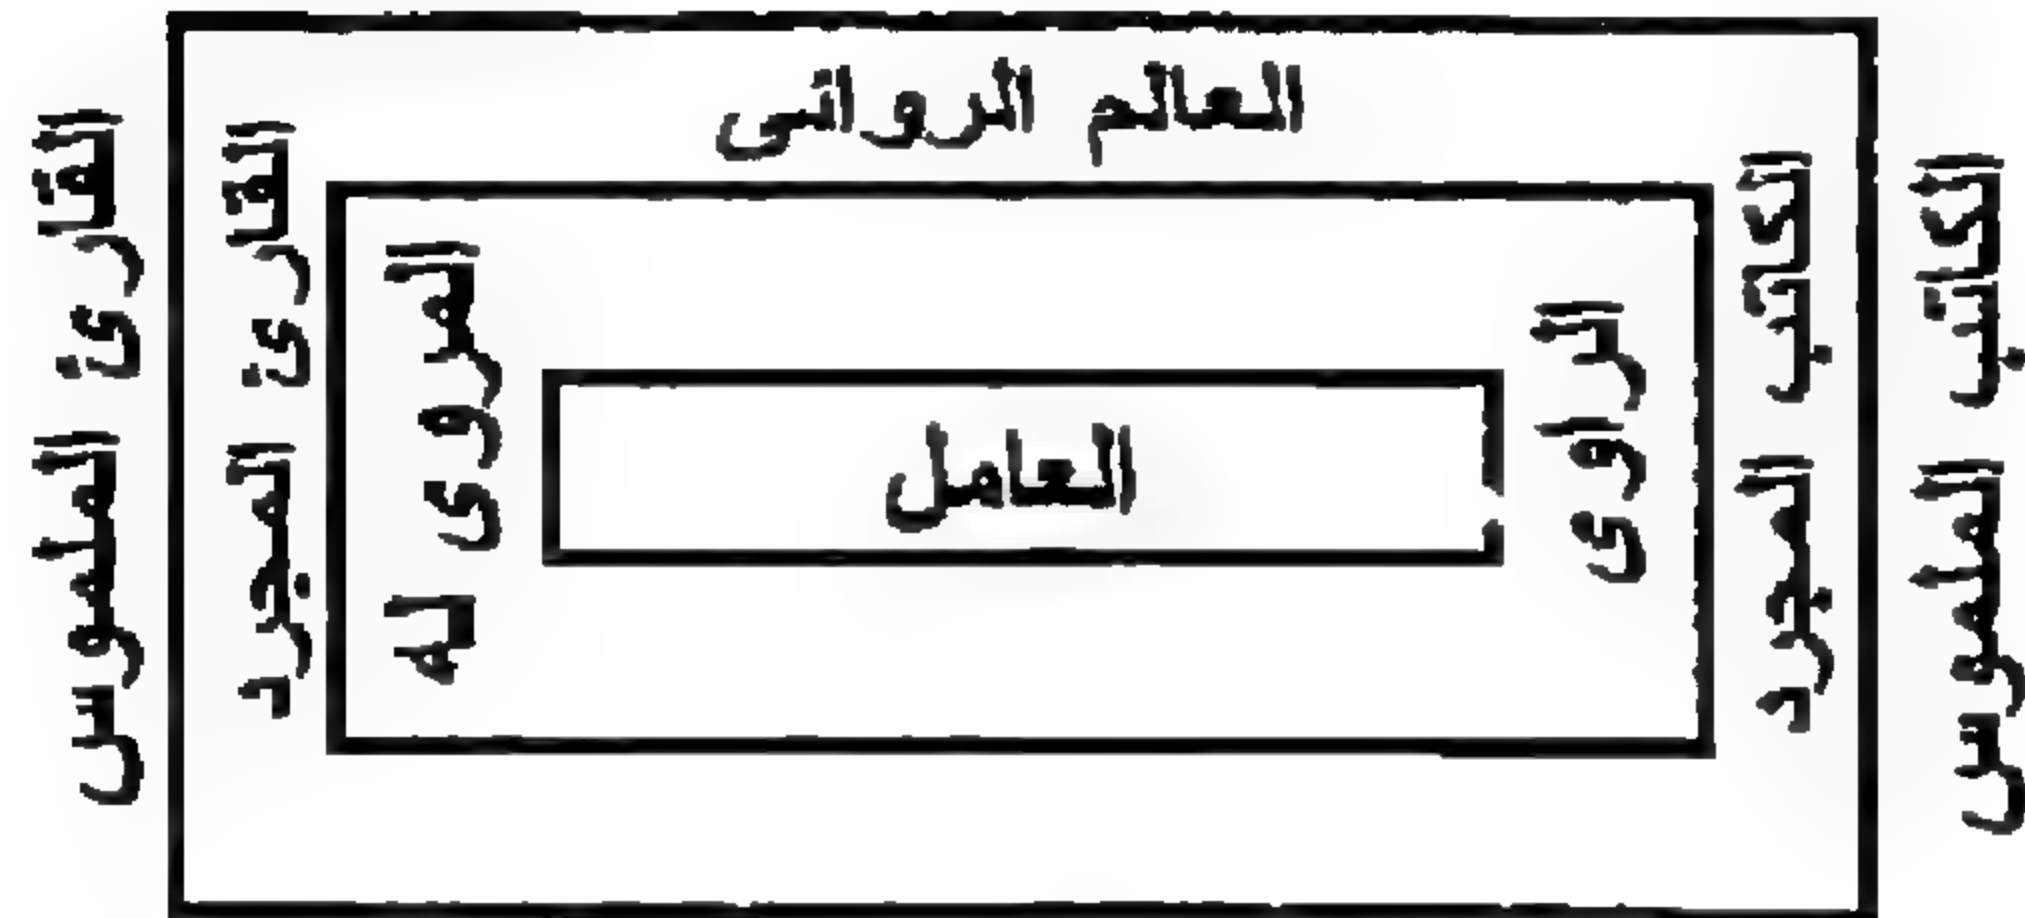 العالم الروائى
الكاتب الملموس
الكاتب المجرد
الراوى
العامل
المروى له
القارئ المجرد
القارئ الملموس